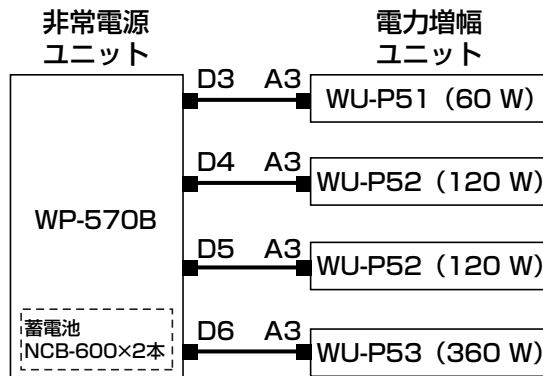 非常電源
ユニット
電力増幅
ユニット
D3 A3
WU-P51（60 W）
D4 A3
WU-P52（120 W）
WP-570B
D5 A3
WU-P52（120 W）
蓄電池
NCB-600×2本
D6 A3
WU-P53（360 W）